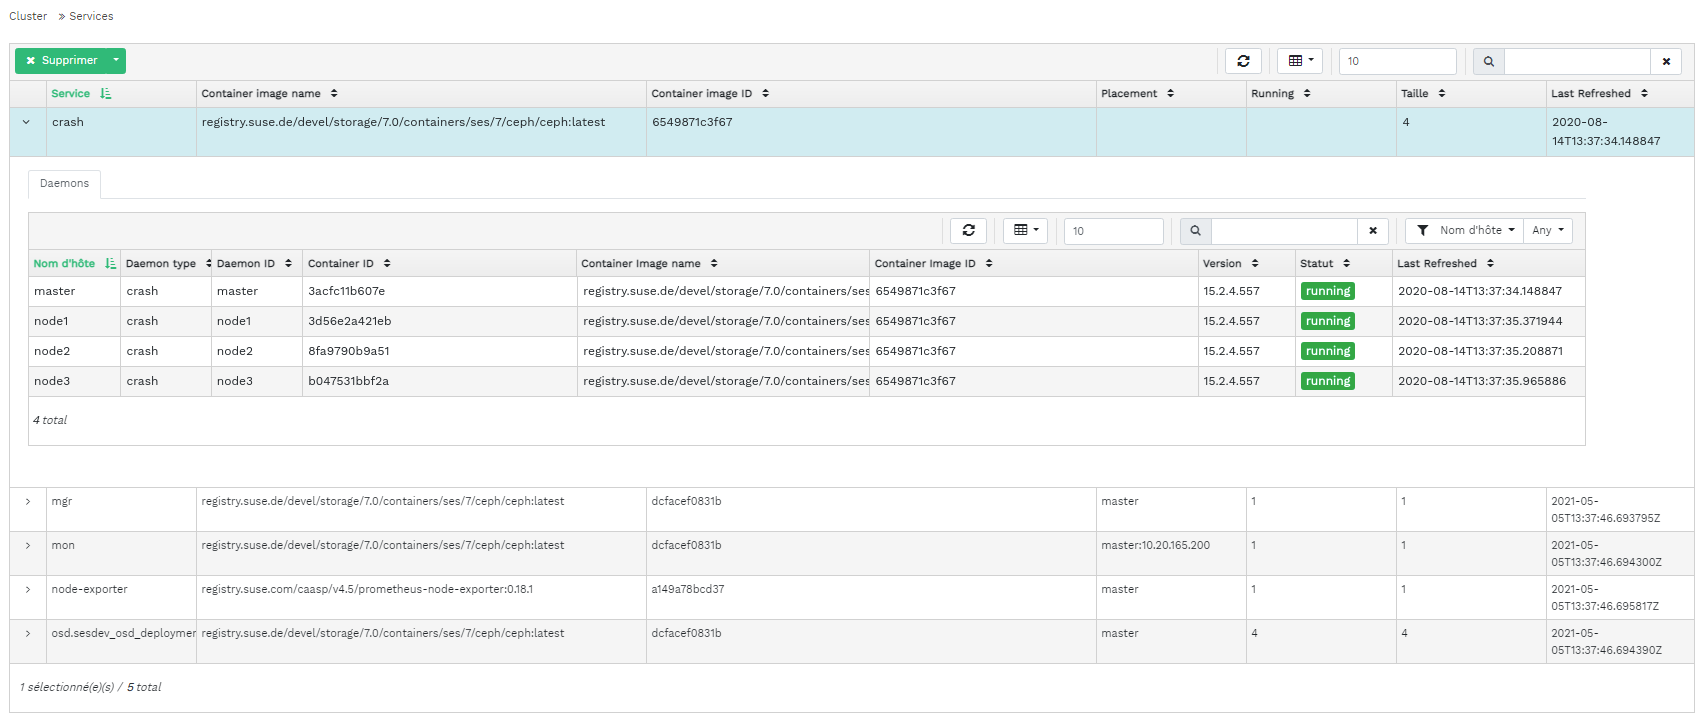 Cluster » Services
Supprimer
10
Service Container image name Container image ID Placement Running Taille Last Refreshed
crash registry.suse.de/devel/storage/7.0/containers/ses/7/ceph/ceph:latest 6549871c3f67 4 2020-08-
14T13:37:34.148847
Daemons
10 Nom d'hôte Any
Nom d'hôte Daemon type Daemon ID Container ID Container Image name Container Image ID Version Statut Last Refreshed
master crash master 3acfc11b607e registry.suse.de/devel/storage/7.0/containers/ses 6549871c3f67 15.2.4.557 running 2020-08-14T13:37:34.148847
node1 crash node1 3d56e2a421eb registry.suse.de/devel/storage/7.0/containers/ses 6549871c3f67 15.2.4.557 running 2020-08-14T13:37:35.371944
node2 crash node2 8fa9790b9a51 registry.suse.de/devel/storage/7.0/containers/ses 6549871c3f67 15.2.4.557 running 2020-08-14T13:37:35.208871
node3 crash node3 b047531bbf2a registry.suse.de/devel/storage/7.0/containers/ses 6549871c3f67 15.2.4.557 running 2020-08-14T13:37:35.965886
4 total
mgr registry.suse.de/devel/storage/7.0/containers/ses/7/ceph/ceph:latest dcfacef0831b master 1 1 2021-05-
05T13:37:46.693795Z
mon registry.suse.de/devel/storage/7.0/containers/ses/7/ceph/ceph:latest dcfacef0831b master:10.20.165.200 1 1 2021-05-
05T13:37:46.694300Z
node-exporter registry.suse.com/caasp/v4.5/prometheus-node-exporter:0.18.1 a149a78bcd37 master 1 1 2021-05-
05T13:37:46.695817Z
osd.sesdev_osd_deploymer registry.suse.de/devel/storage/7.0/containers/ses/7/ceph/ceph:latest dcfacef0831b master 4 4 2021-05-
05T13:37:46.694390Z
1 sélectionné(e)(s) / 5 total